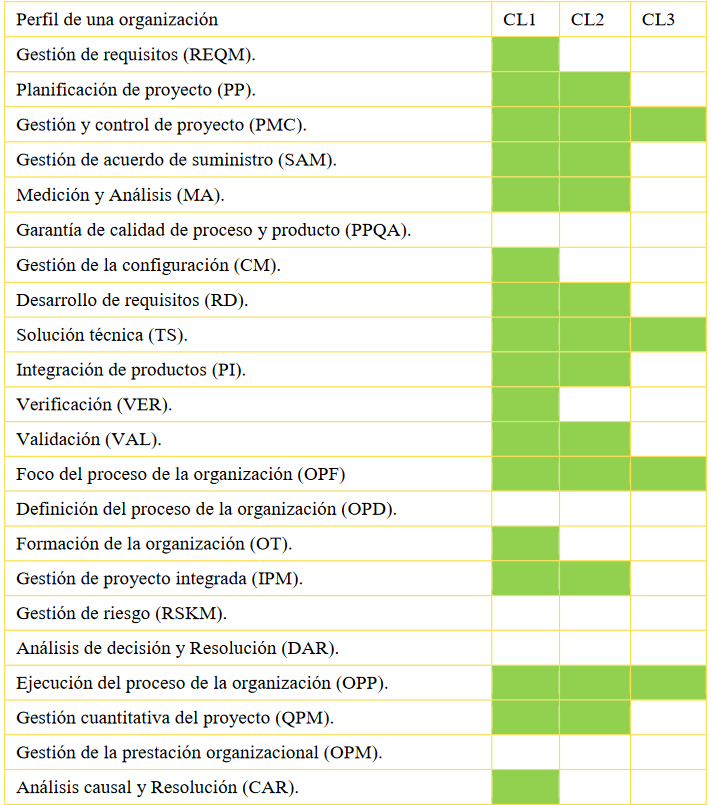 Perfil de una organización CL1 CL2 CL3
Gestión de requisitos (REQM).
Planificación de proyecto (PP).
Gestión y control de proyecto (PMC).
Gestión de acuerdo de suministro (SAM).
Medición y Análisis (MA).
Garantía de calidad de proceso y producto (PPQA).
Gestión de la configuración (CM).
Desarrollo de requisitos (RD).
Solución técnica (TS).
Integración de productos (PI).
Verificación (VER).
Validación (VAL).
Foco del proceso de la organización (OPF)
Definición del proceso de la organización (OPD).
Formación de la organización (OT).
Gestión de proyecto integrada (IPM).
Gestión de riesgo (RSKM).
Análisis de decisión y Resolución (DAR).
Ejecución del proceso de la organización (OPP).
Gestión cuantitativa del proyecto (QPM).
Gestión de la prestación organizacional (OPM).
Análisis causal y Resolución (CAR).